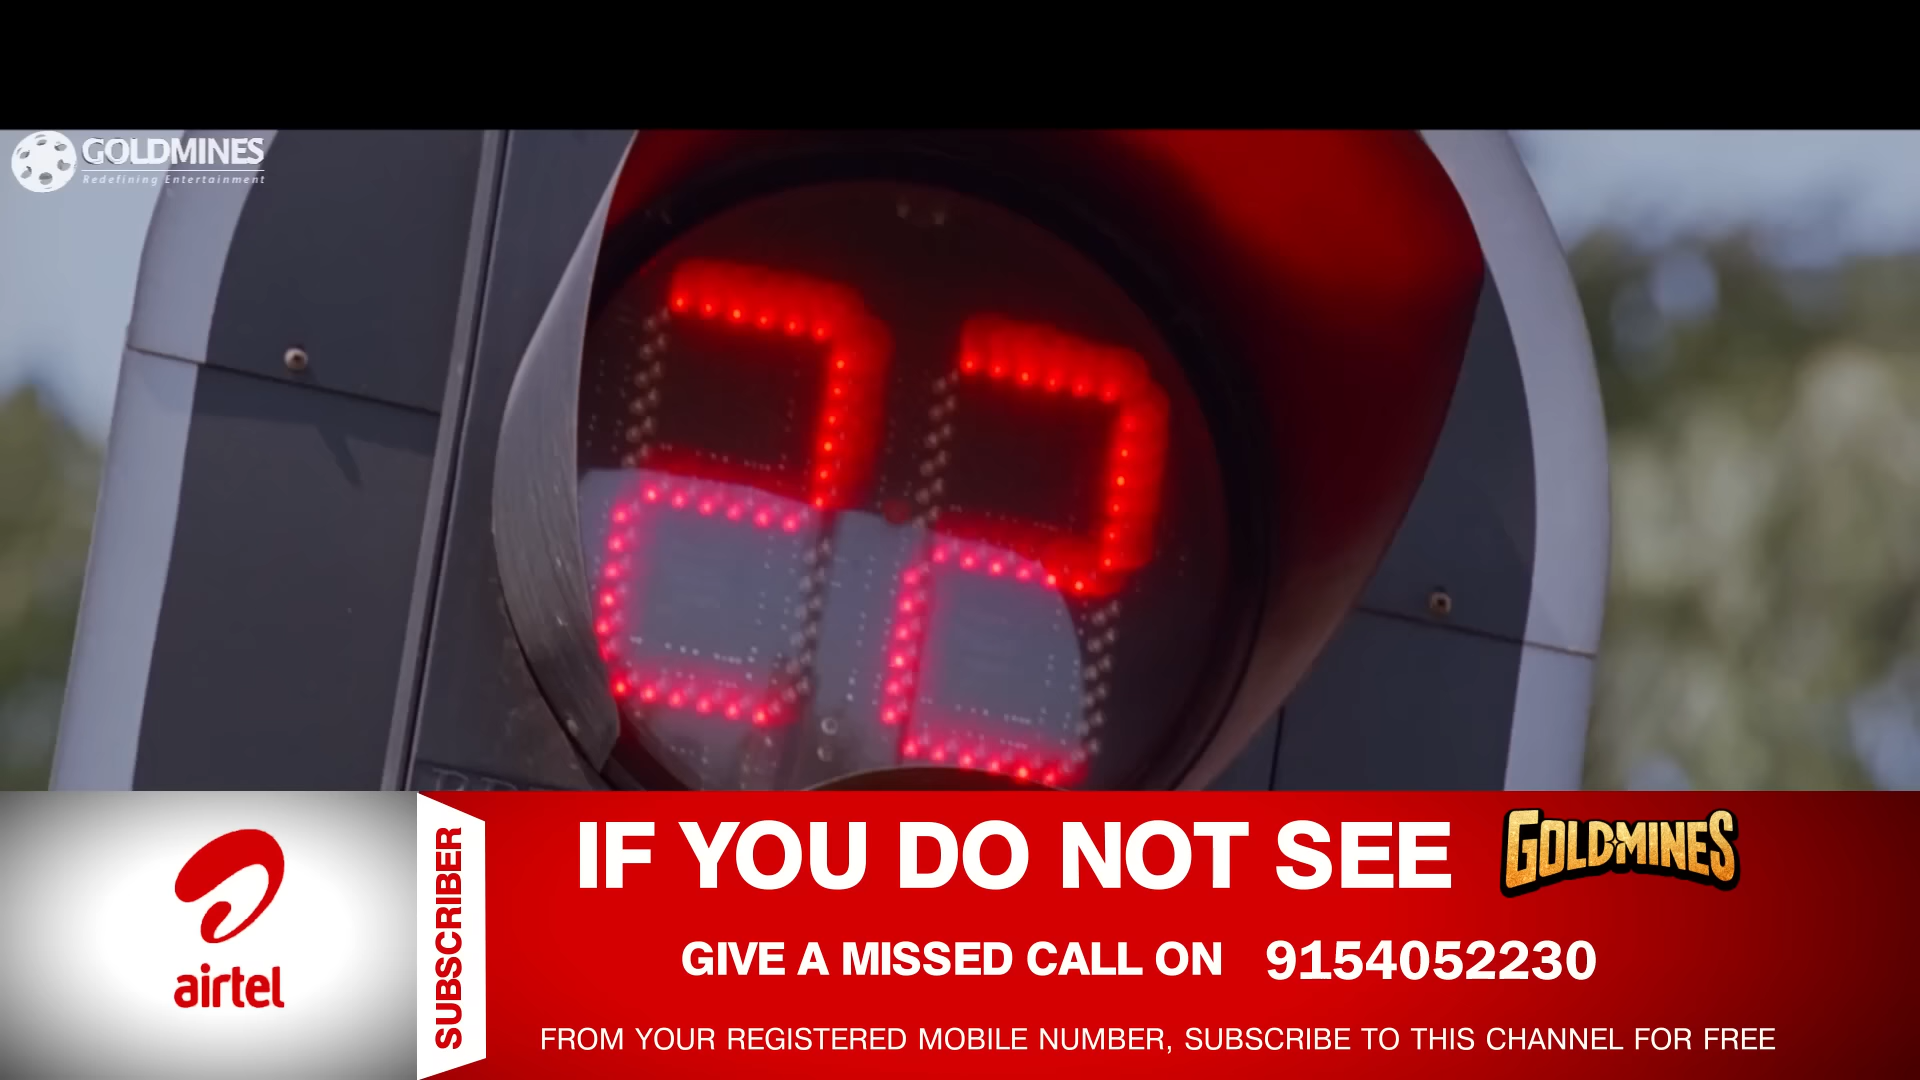 GOLDMINES
Redefining Entertainment
22
airtel
SUBSCRIBER
IF YOU DO NOT SEE GOLDMINES
GIVE A MISSED CALL ON 9154052230
FROM YOUR REGISTERED MOBILE NUMBER, SUBSCRIBE TO THIS CHANNEL FOR FREE